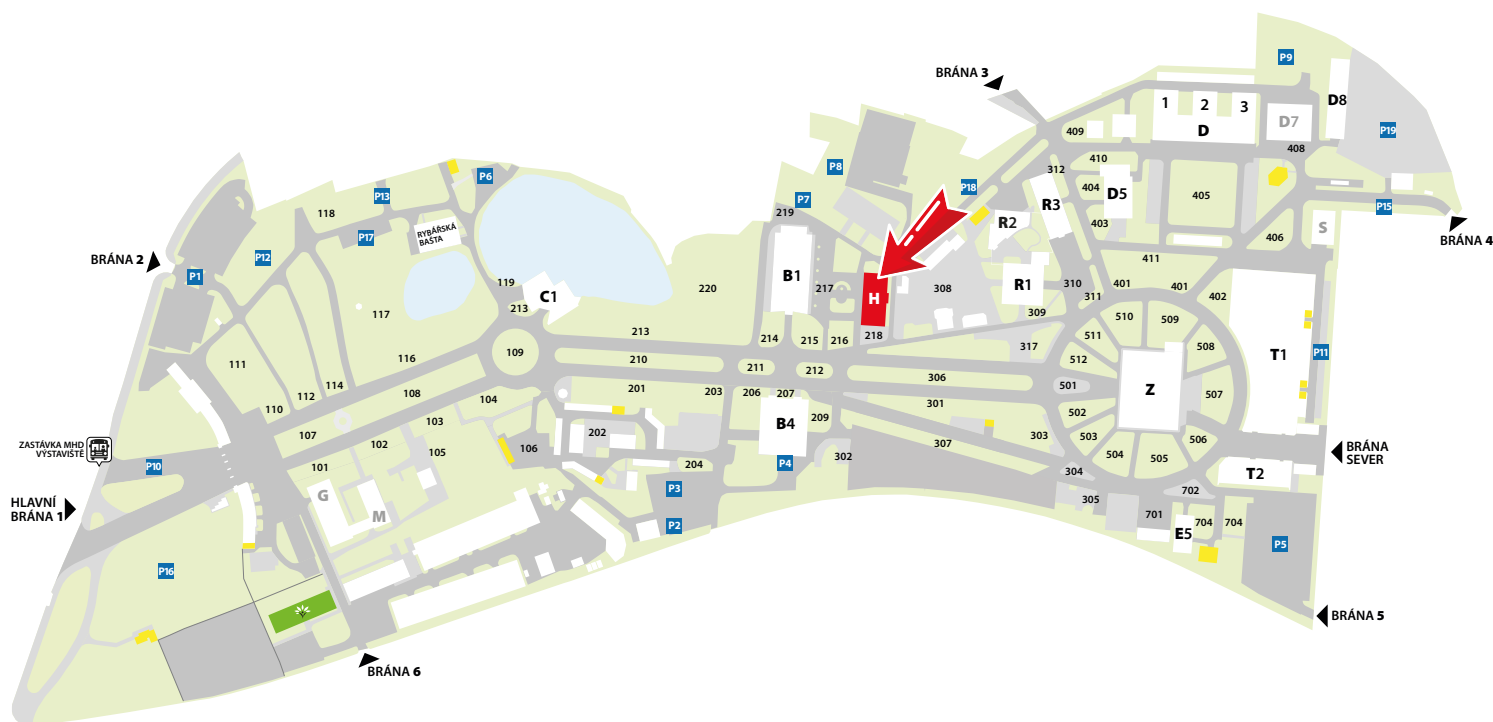 P9
BRÁNA 3
1
2
3
D8
D
D7
P19
409
408
P8
410
312
P6
P18
404
D5
405
P13
P7
R3
P15
118
219
R2
403
406
S
BRÁNA 4
P17
RYBÁŘSKÁ
BAŠTA
BRÁNA 2
P12
P1
411
B1
119
C1
220
217
H
308
R1
310
401
401
402
311
213
117
309
510
509
213
214
215
216
218
511
317
508
109
116
210
211
212
512
P11
T1
111
306
501
Z
114
108
201
203
206
207
507
112
104
301
110
502
103
B4
209
107
202
303
503
506
102
307
ZASTÁVKA MHD
VÝSTAVIŠTĚ
106
105
302
504
505
BRÁNA
SEVER
P10
101
204
P4
304
T2
G
P3
702
HLAVNÍ
BRÁNA 1
305
M
701
704
704
P2
E5
P5
P16
BRÁNA 5
BRÁNA 6